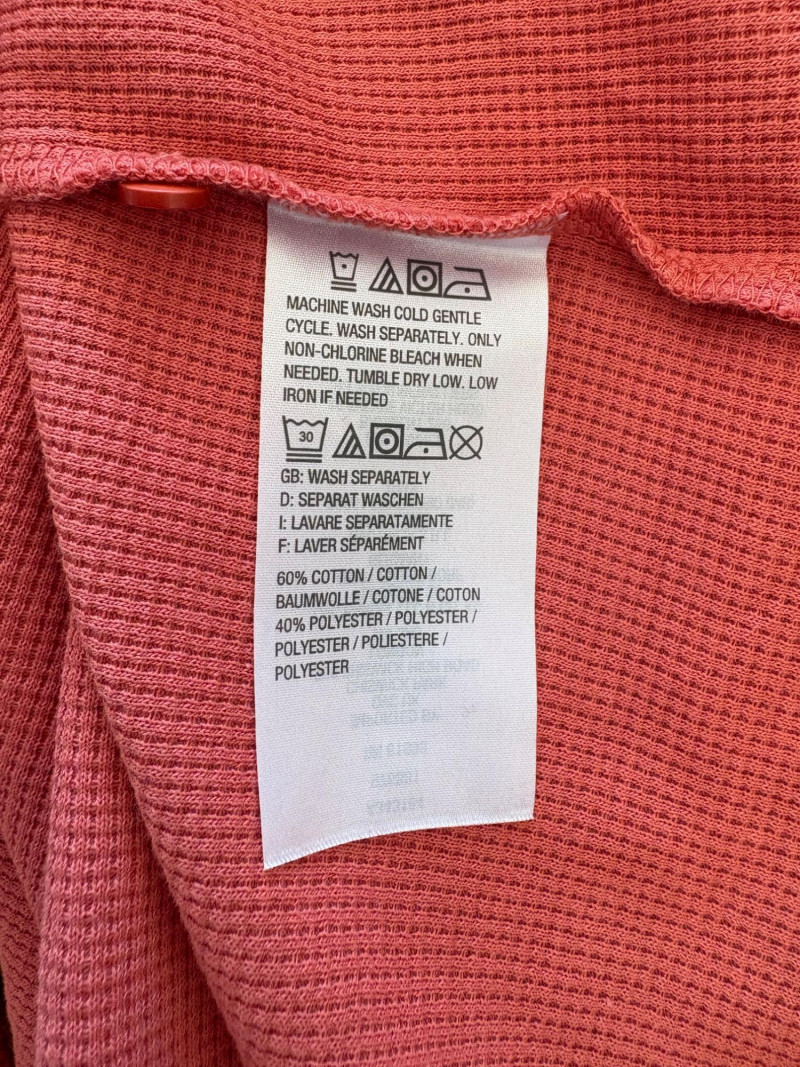 MACHINE WASH COLD GENTLE
CYCLE. WASH SEPARATELY. ONLY
NON-CHLORINE BLEACH WHEN
NEEDED. TUMBLE DRY LOW. LOW
IRON IF NEEDED
30
GB: WASH SEPARATELY
D: SEPARAT WASCHEN
I: LAVARE SEPARATAMENTE
F: LAVER SÉPARÉMENT
60% COTTON / COTTON /
BAUMWOLLE / COTONE / COTON
40% POLYESTER / POLYESTER /
POLYESTER / POLIESTERE /
POLYESTER